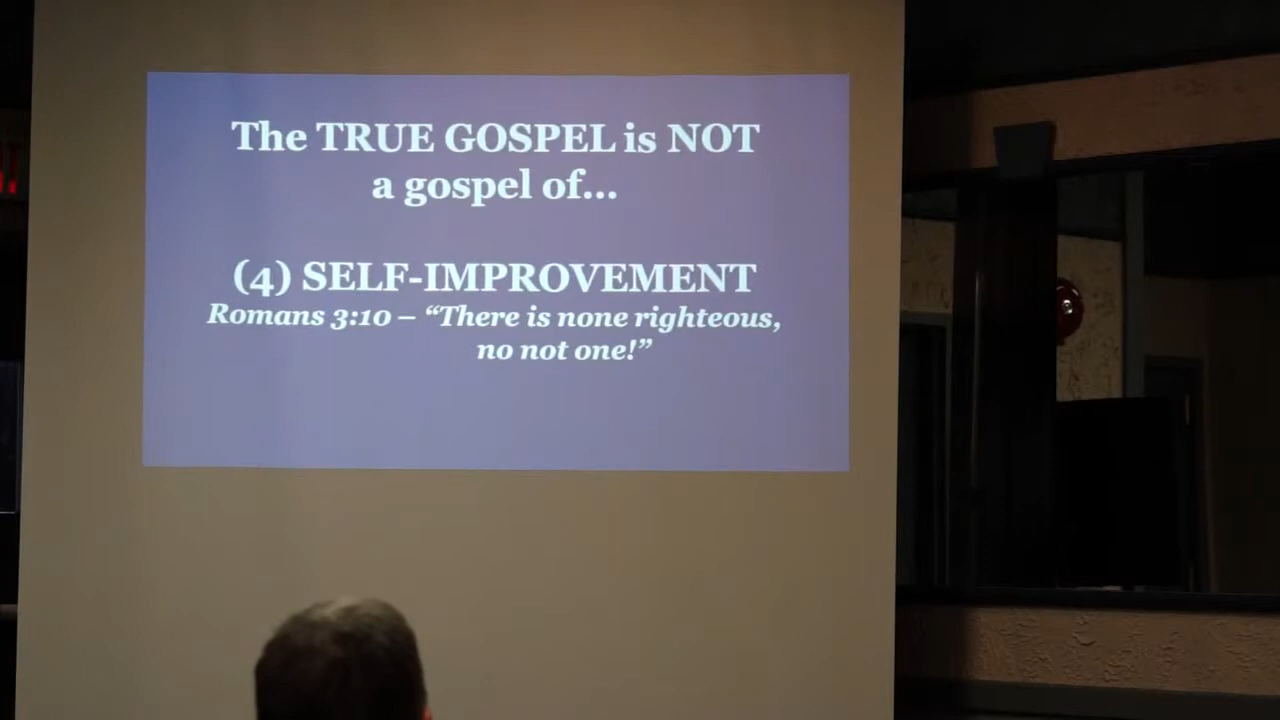 The TRUE GOSPEL is NOT
a gospel of...
(4) SELF-IMPROVEMENT
Romans 3:10 – “There is none righteous,
no not one!”